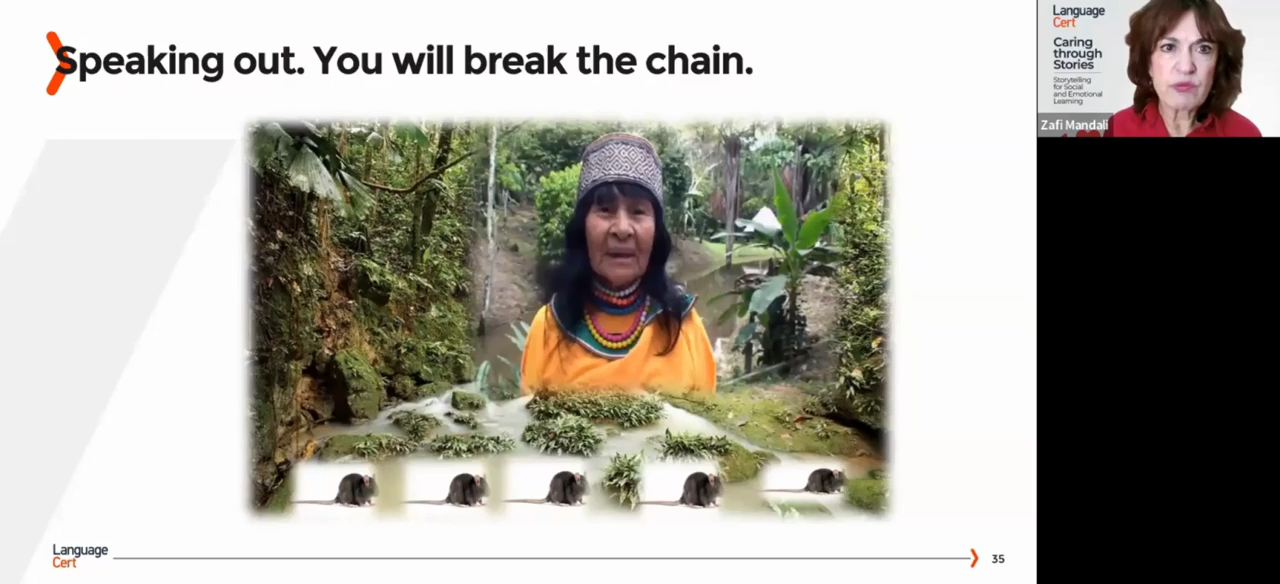 Speaking out. You will break the chain.
Language
Cert
35
Language
Cert
Caring
through
Stories
Storytelling
for Social
and Emotional
Learning
Zafi Mandali